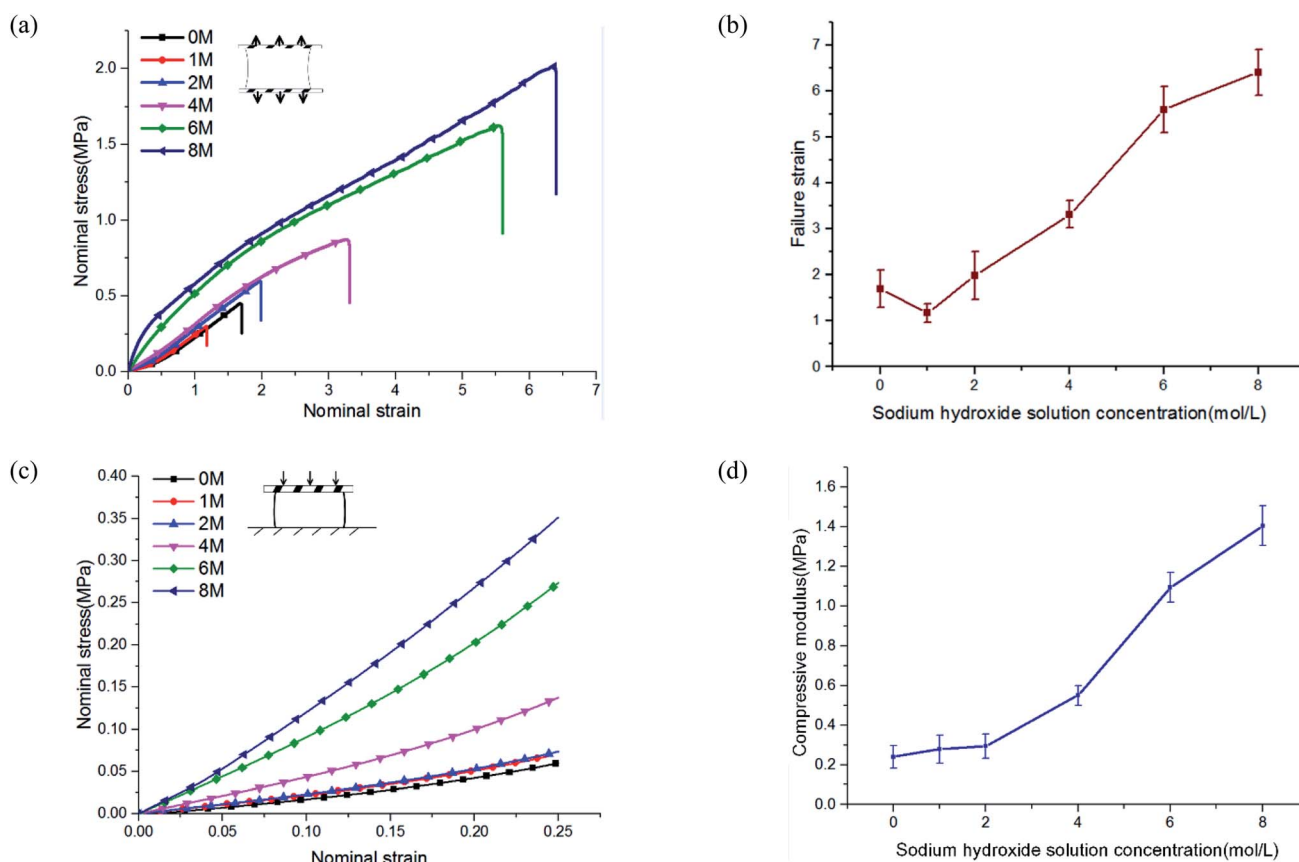 (a)
0M
1M
2M
4M
6M
8M
Nominal stress(MPa)
2.0
1.5
1.0
0.5
0.0
0 1 2 3 4 5 6 7
Nominal strain
(b)
Failure strain
7
6
5
4
3
2
1
0
0 2 4 6 8
Sodium hydroxide solution concentration(mol/L)
(c)
0M
1M
2M
4M
6M
8M
Nominal stress(MPa)
0.40
0.35
0.30
0.25
0.20
0.15
0.10
0.05
0.00
0.00 0.05 0.10 0.15 0.20 0.25
Nominal strain
(d)
Compressive modulus(MPa)
1.6
1.4
1.2
1.0
0.8
0.6
0.4
0.2
0.0
0 2 4 6 8
Sodium hydroxide solution concentration(mol/L)